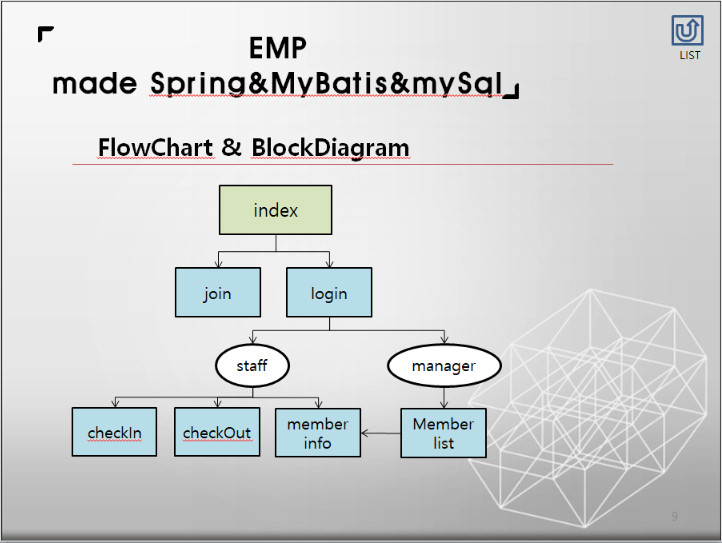 EMP
made Spring&MyBatis&mySql
LIST
FlowChart & BlockDiagram
index
join
login
staff
manager
checkIn
checkOut
member
info
Member
list
9